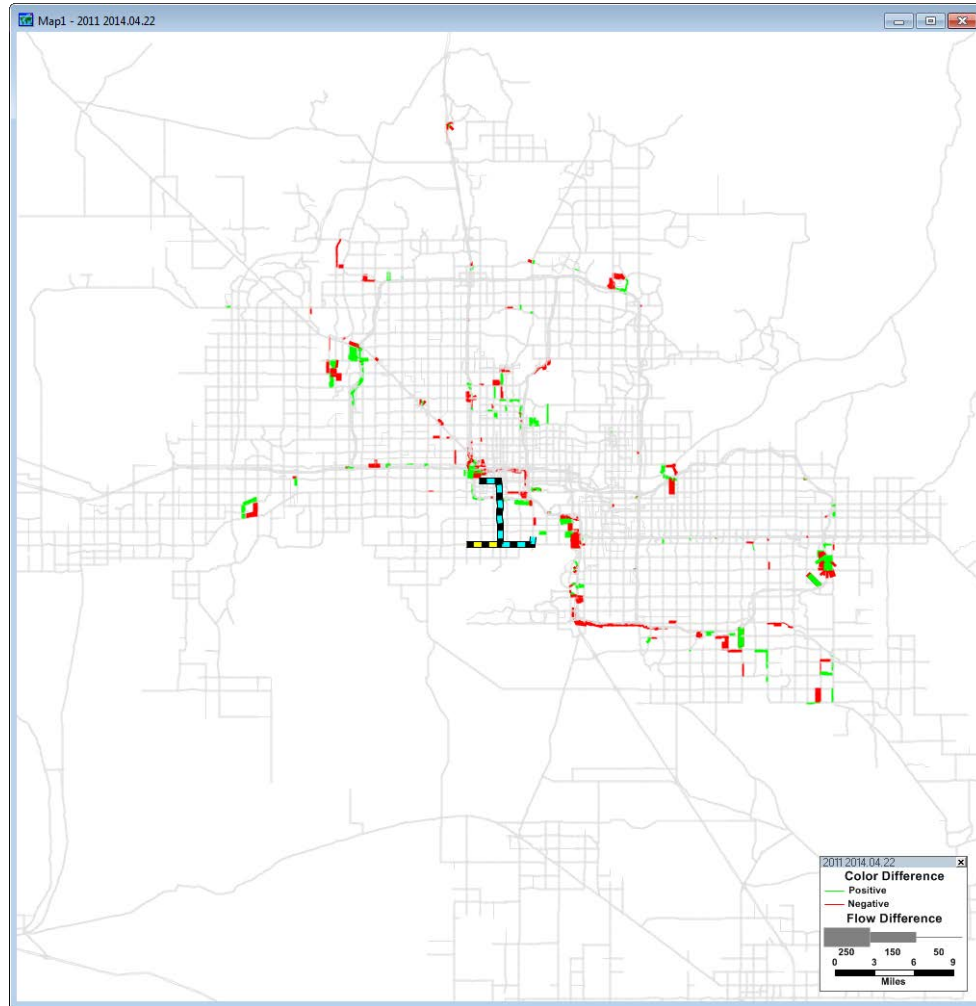 Map1 - 2011 2014.04.22
2011 2014.04.22
Color Difference
Positive
Negative
Flow Difference
250 150 50
0 3 6 9
Miles